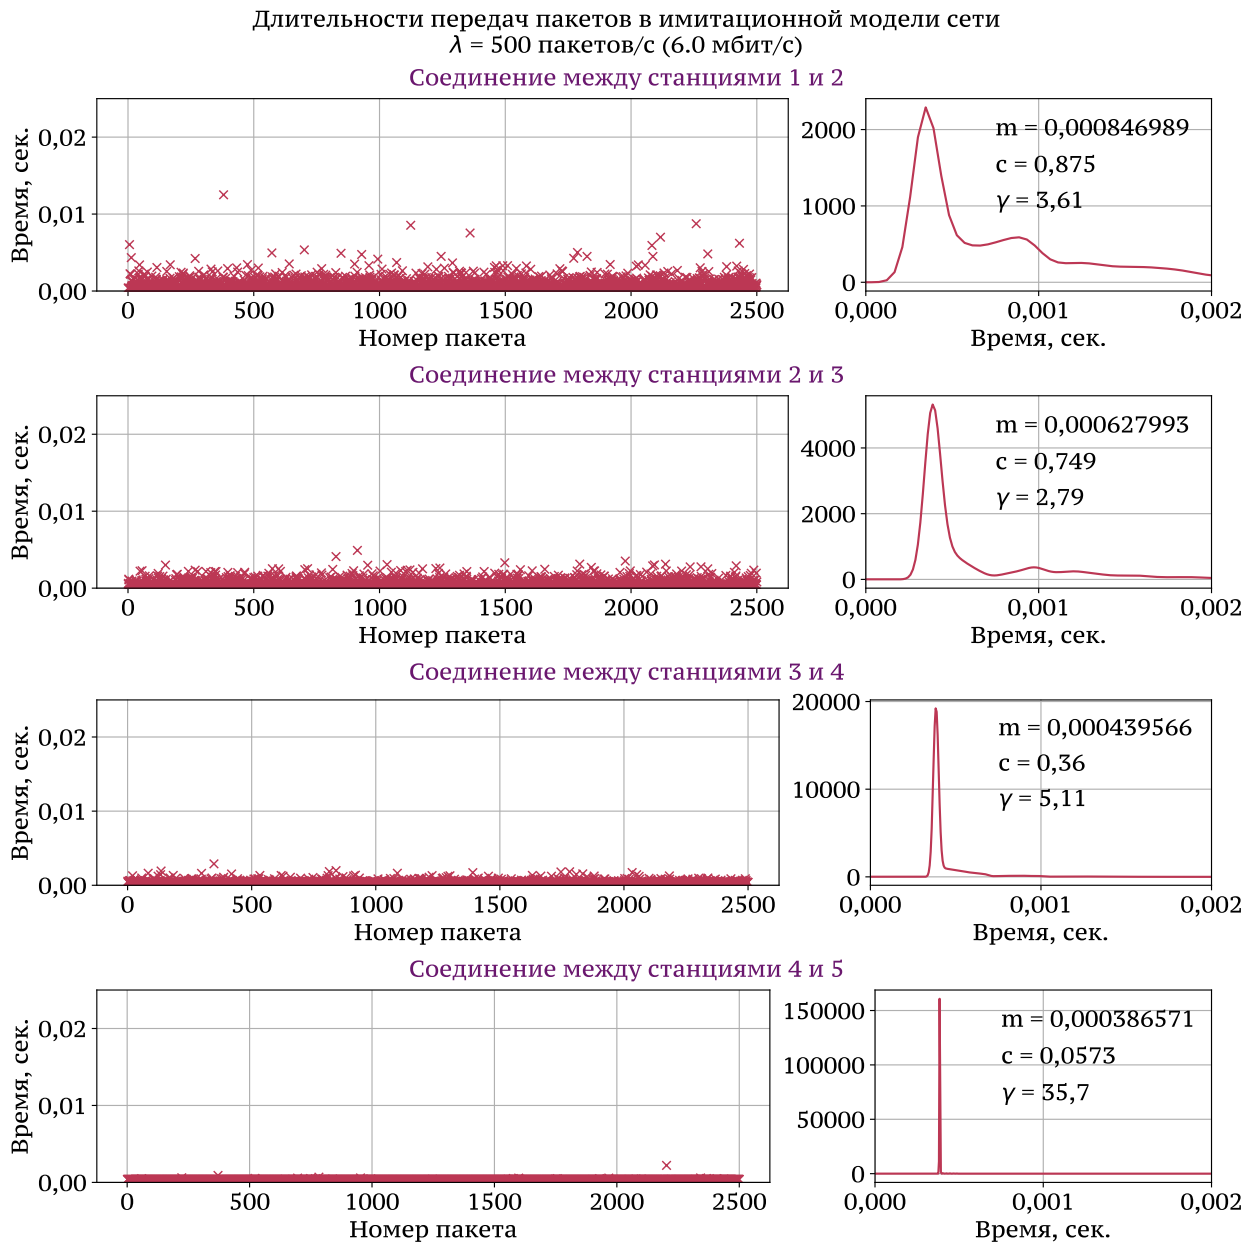 Длительности передач пакетов в имитационной модели сети
λ = 500 пакетов/с (6.0 мбит/с)
Соединение между станциями 1 и 2
Время, сек.
0,02
0,01
0,00
0 500 1000 1500 2000 2500
Номер пакета
2000
1000
0
m = 0,000846989
c = 0,875
γ = 3,61
0,000 0,001 0,002
Время, сек.
Соединение между станциями 2 и 3
Время, сек.
0,02
0,01
0,00
0 500 1000 1500 2000 2500
Номер пакета
4000
2000
0
m = 0,000627993
c = 0,749
γ = 2,79
0,000 0,001 0,002
Время, сек.
Соединение между станциями 3 и 4
Время, сек.
0,02
0,01
0,00
0 500 1000 1500 2000 2500
Номер пакета
20000
10000
0
m = 0,000439566
c = 0,36
γ = 5,11
0,000 0,001 0,002
Время, сек.
Соединение между станциями 4 и 5
Время, сек.
0,02
0,01
0,00
0 500 1000 1500 2000 2500
Номер пакета
150000
100000
50000
0
m = 0,000386571
c = 0,0573
γ = 35,7
0,000 0,001 0,002
Время, сек.